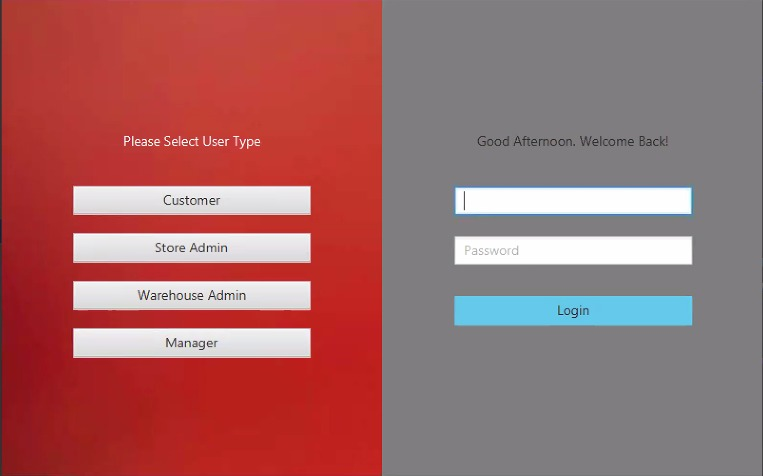 Please Select User Type
Customer
Store Admin
Warehouse Admin
Manager
Good Afternoon. Welcome Back!
Password
Login